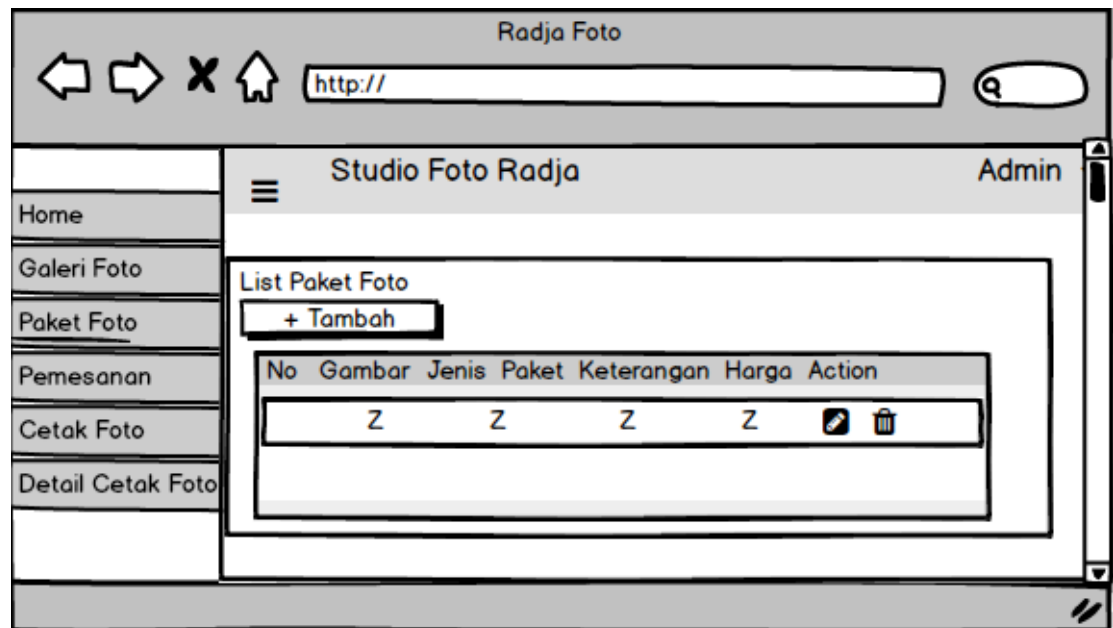 Radja Foto
http://
Studio Foto Radja
Admin
Home
Galeri Foto
Paket Foto
Pemesanan
Cetak Foto
Detail Cetak Foto
List Paket Foto
+ Tambah
No Gambar Jenis Paket Keterangan Harga Action
Z Z Z Z